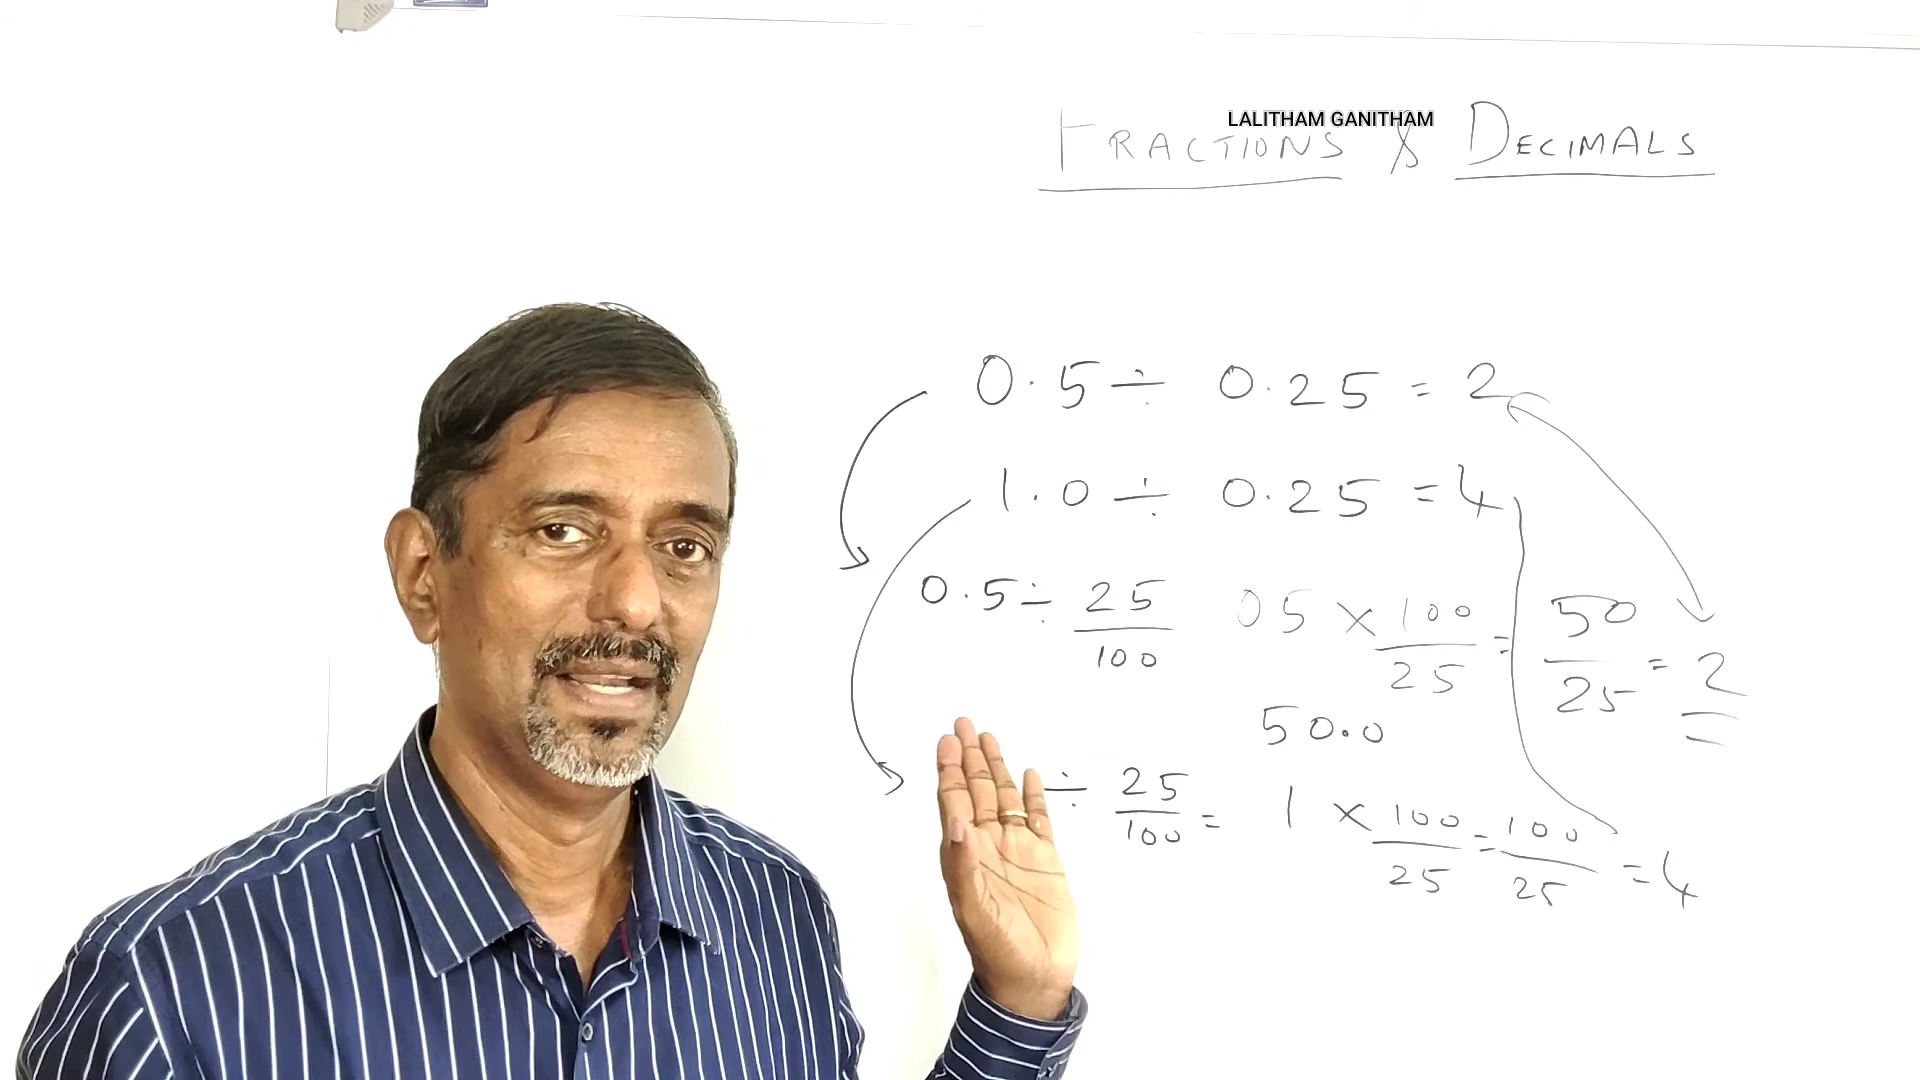 LALITHAM GANITHAM
FRACTIONS & DECIMALS
0.5 ÷ 0.25 = 2
1.0 ÷ 0.25 = 4
0.5 ÷ 25/100 05 × 100/25 = 50/25 = 2
50.0
÷ 25/100 = 1 × 100/25 = 100/25 = 4